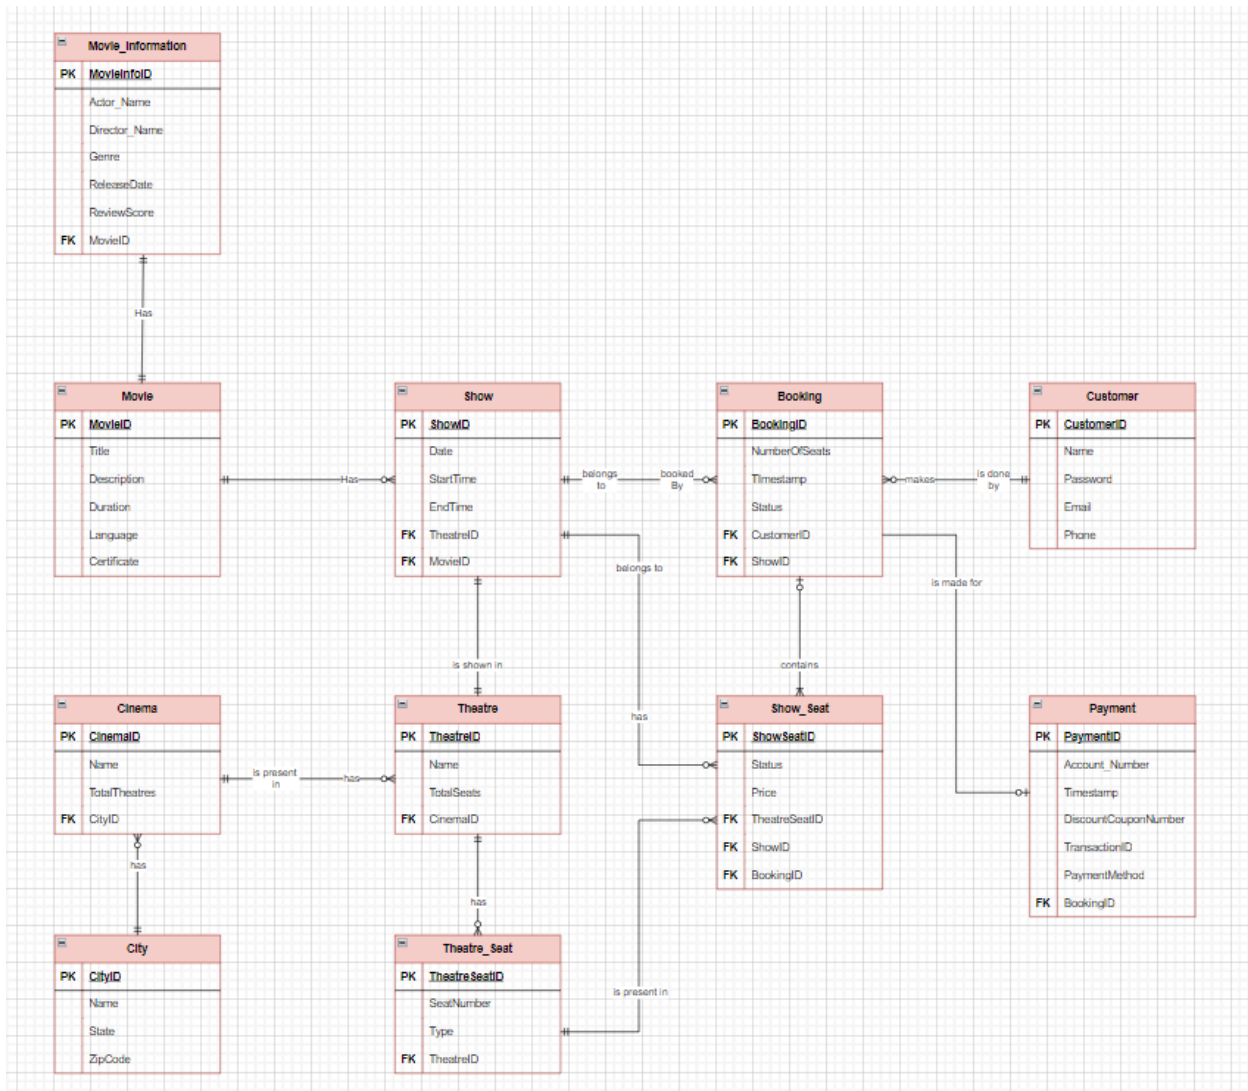 Movie_Information
PK MovieInfoID
Actor_Name
Director_Name
Genre
ReleaseDate
ReviewScore
FK MovieID
Has
Movie
PK MovieID
Title
Description
Duration
Language
Certificate
Has
Show
PK ShowID
Date
StartTime
EndTime
FK TheatreID
FK MovieID
belongs
to
booked
By
Booking
PK BookingID
NumberOfSeats
Timestamp
Status
FK CustomerID
FK ShowID
makes
is done
by
Customer
PK CustomerID
Name
Password
Email
Phone
belongs to
is made for
is shown in
contains
has
Cinema
PK CinemaID
Name
TotalTheatres
FK CityID
is present
in
has
Theatre
PK TheatreID
Name
TotalSeats
FK CinemaID
Show_Seat
PK ShowSeatID
Status
Price
FK TheatreSeatID
FK ShowID
FK BookingID
Payment
PK PaymentID
Account_Number
Timestamp
DiscountCouponNumber
TransactionID
PaymentMethod
FK BookingID
has
has
City
PK CityID
Name
State
ZipCode
Theatre_Seat
PK TheatreSeatID
SeatNumber
Type
FK TheatreID
is present in